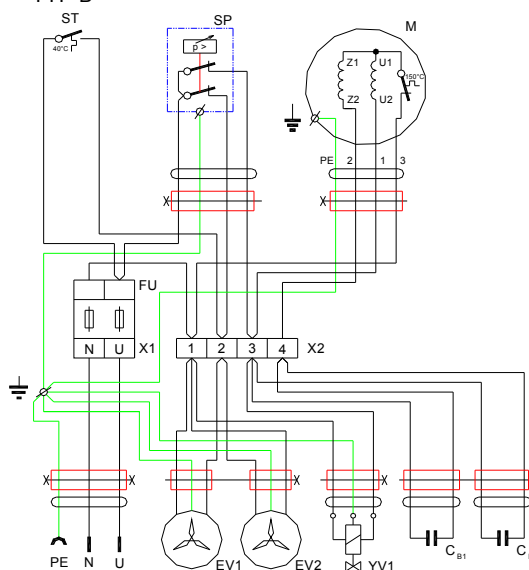 ST
SP
M
40°C
p >
Z1 U1
150°C
Z2 U2
PE 2 1 3
FU
N U X1
1 2 3 4 X2
PE N U
EV1 EV2 YV1
C B1
C